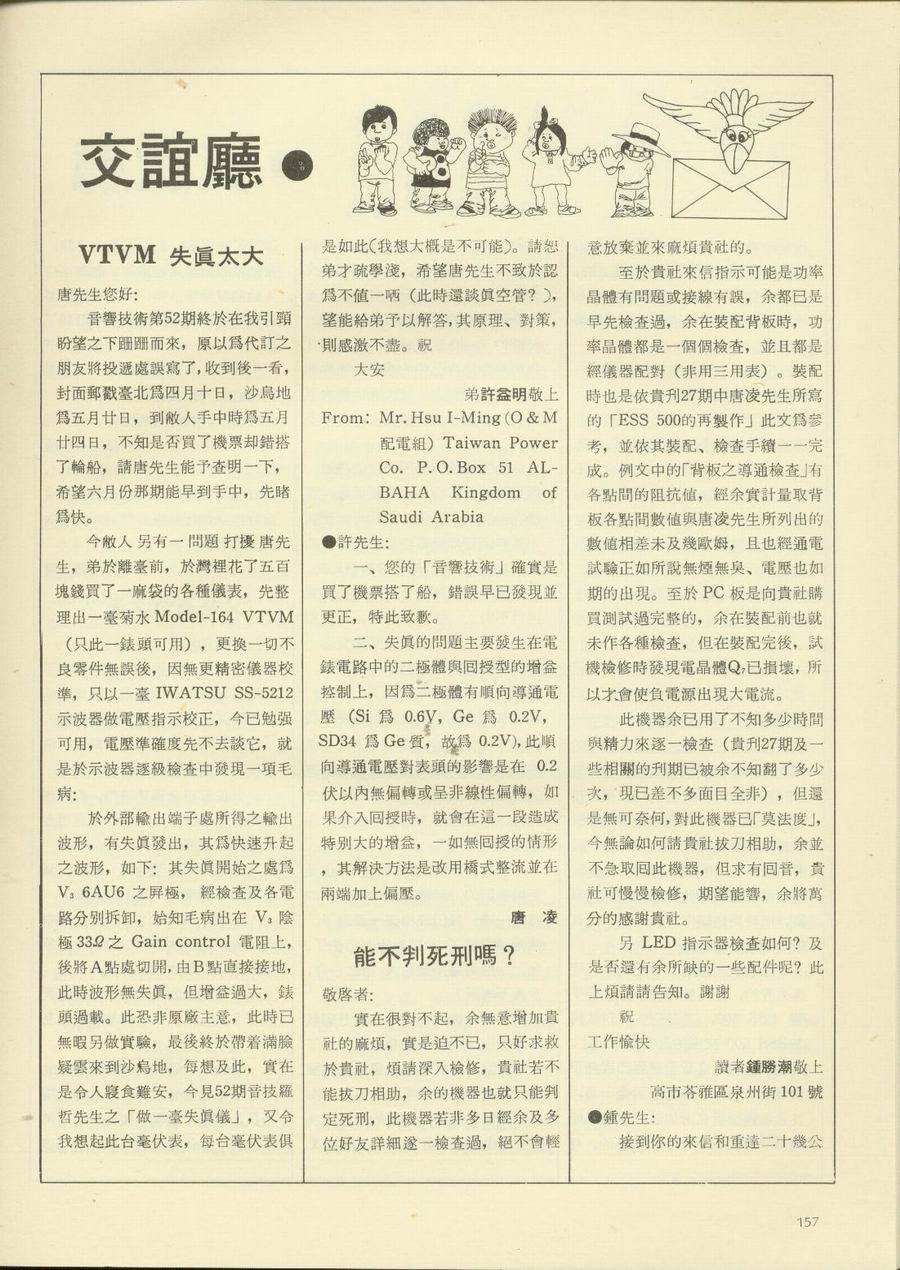 交誼廳●
VTVM 失眞太大
唐先生您好:
音響技術第52期終於在我引頸
盼望之下跚跚而來，原以爲代訂之
朋友將投遞處誤寫了,收到後一看，
封面郵戳臺北爲四月十日，沙烏地
爲五月廿日，到敝人手中時爲五月
廿四日，不知是否買了機票却錯搭
了輪船，請唐先生能予查明一下，
希望六月份那期能早到手中，先睹
爲快。
今敝人另有一問題打擾唐先
生，弟於離臺前，於灣裡花了五百
塊錢買了一麻袋的各種儀表，先整
理出一臺菊水 Model-164 VTVM
（只此一錶頭可用），更換一切不
良零件無誤後，因無更精密儀器校
準，只以一臺 IWATSU SS-5212
示波器做電壓指示校正，今已勉强
可用，電壓準確度先不去談它，就
是於示波器逐級檢查中發現一項毛
病:
於外部輸出端子處所得之輸出
波形，有失眞發出，其爲快速升起
之波形，如下: 其失眞開始之處爲
V₃ 6AU6 之屛極， 經檢查及各電
路分別拆卸，始知毛病出在 V₃ 陰
極 33Ω 之 Gain control 電阻上，
後將A點處切開,由B點直接接地，
此時波形無失眞，但增益過大，錶
頭過載。此恐非原廠主意，此時已
無暇另做實驗，最後終於帶着滿臉
疑雲來到沙烏地，每想及此，實在
是令人寢食難安，今見52期音技羅
哲先生之「做一臺失眞儀」，又令
我想起此台毫伏表，每台毫伏表俱
是如此(我想大概是不可能)。請恕
弟才疏學淺，希望唐先生不致於認
爲不値一哂（此時還談眞空管？），
望能給弟予以解答,其原理、對策，
則感激不盡。祝
大安
弟許益明敬上
From: Mr. Hsu I-Ming (O & M
配電組) Taiwan Power
Co. P.O. Box 51 AL-
BAHA Kingdom of
Saudi Arabia
●許先生:
一、您的「音響技術」確實是
買了機票搭了船，錯誤早已發現並
更正，特此致歉。
二、失眞的問題主要發生在電
錶電路中的二極體與回授型的增益
控制上，因爲二極體有順向導通電
壓（Si 爲 0.6V，Ge 爲 0.2V，
SD34 爲 Ge 質，故爲 0.2V),此順
向導通電壓對表頭的影響是在 0.2
伏以內無偏轉或呈非線性偏轉，如
果介入回授時，就會在這一段造成
特別大的增益，一如無回授的情形
，其解決方法是改用橋式整流並在
兩端加上偏壓。
唐　凌
能不判死刑嗎？
敬啓者:
實在很對不起，余無意增加貴
社的麻煩，實是迫不已，只好求救
於貴社，煩請深入檢修，貴社若不
能拔刀相助，余的機器也就只能判
定死刑，此機器若非多日經余及多
位好友詳細逐一檢查過，絕不會輕
意放棄並來麻煩貴社的。
至於貴社來信指示可能是功率
晶體有問題或接線有誤，余都已是
早先檢查過，余在裝配背板時，功
率晶體都是一個個檢查，並且都是
經儀器配對（非用三用表）。裝配
時也是依貴刋27期中唐凌先生所寫
的「ESS 500的再製作」此文爲參
考，並依其裝配、檢查手續一一完
成。例文中的「背板之導通檢查」有
各點間的阻抗値，經余實計量取背
板各點間數値與唐凌先生所列出的
數値相差未及幾歐姆，且也經通電
試驗正如所說無煙無臭、電壓也如
期的出現。至於 PC 板是向貴社購
買測試過完整的，余在裝配前也就
未作各種檢查，但在裝配完後，試
機檢修時發現電晶體Q₇已損壞，所
以才會使負電源出現大電流。
此機器余已用了不知多少時間
與精力來逐一檢查（貴刋27期及一
些相關的刋期已被余不知翻了多少
次，現已差不多面目全非），但還
是無可奈何,對此機器已「莫法度」，
今無論如何請貴社拔刀相助，余並
不急取回此機器，但求有回音，貴
社可慢慢檢修，期望能響，余將萬
分的感謝貴社。
另 LED 指示器檢查如何？及
是否還有余所缺的一些配件呢？此
上煩請請告知。謝謝
祝
工作愉快
讀者鍾勝潮敬上
高市苓雅區泉州街 101 號
●鍾先生:
接到你的來信和重達二十幾公
157